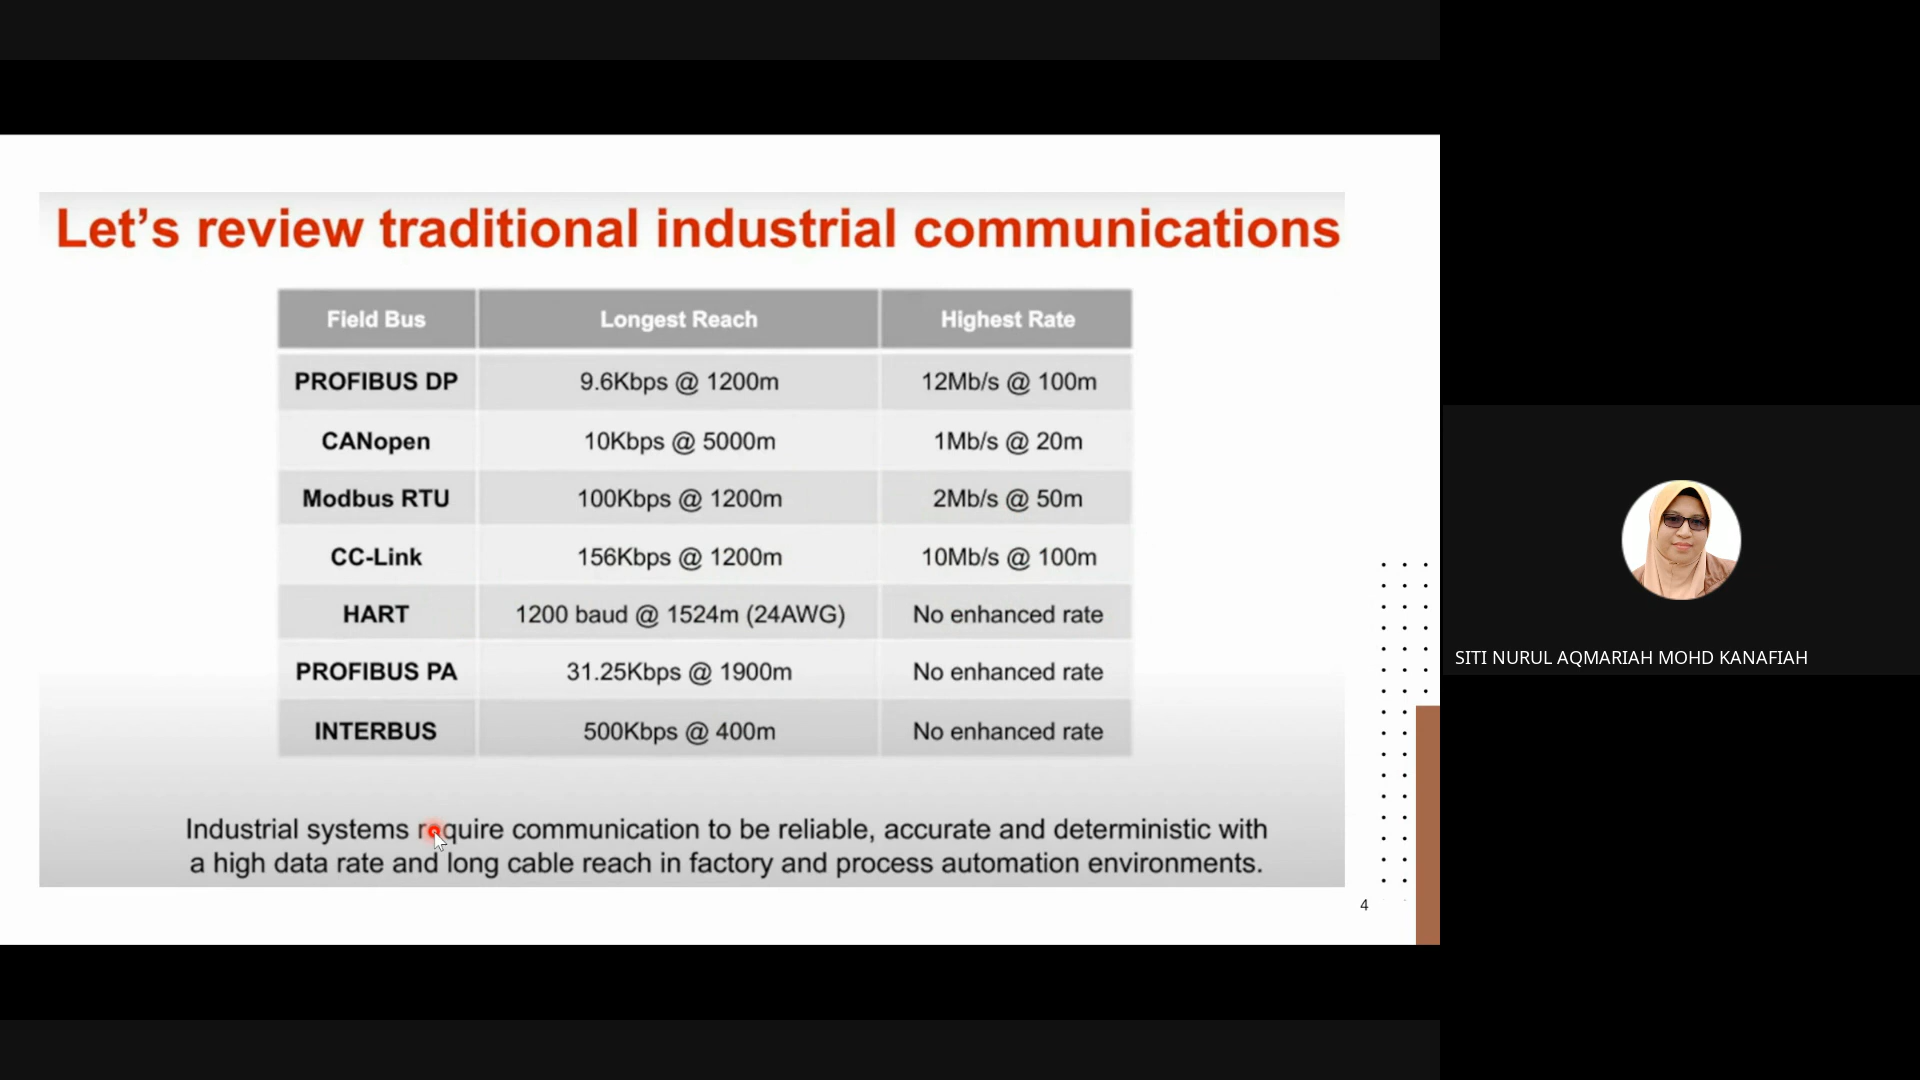 Let's review traditional industrial communications
Field Bus Longest Reach Highest Rate
PROFIBUS DP 9.6Kbps @ 1200m 12Mb/s @ 100m
CANopen 10Kbps @ 5000m 1Mb/s @ 20m
Modbus RTU 100Kbps @ 1200m 2Mb/s @ 50m
CC-Link 156Kbps @ 1200m 10Mb/s @ 100m
HART 1200 baud @ 1524m (24AWG) No enhanced rate
PROFIBUS PA 31.25Kbps @ 1900m No enhanced rate
INTERBUS 500Kbps @ 400m No enhanced rate
Industrial systems require communication to be reliable, accurate and deterministic with
a high data rate and long cable reach in factory and process automation environments.
4
SITI NURUL AQMARIAH MOHD KANAFIAH